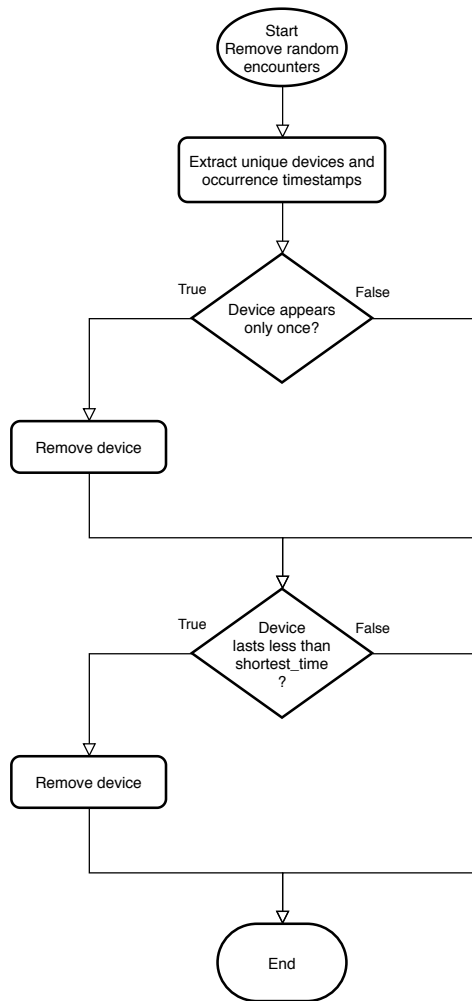 Start
Remove random
encounters
Extract unique devices and
occurrence timestamps
True
False
Device appears
only once?
Remove device
True
False
Device
lasts less than
shortest_time
?
Remove device
End